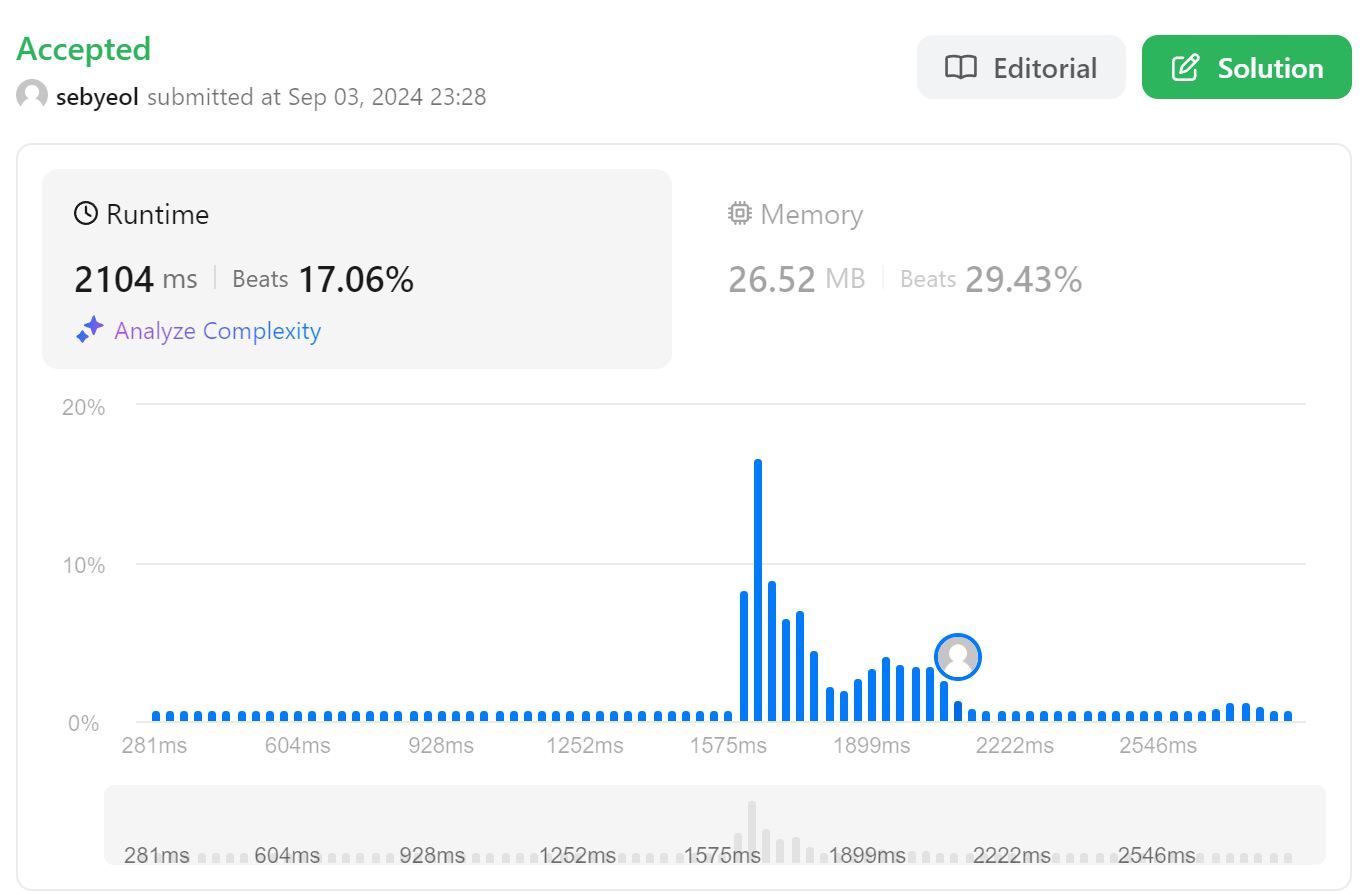 Accepted
Editorial
Solution
sebyeol submitted at Sep 03, 2024 23:28
Runtime
2104 ms Beats 17.06%
Analyze Complexity
Memory
26.52 MB Beats 29.43%
20%
10%
0%
281ms 604ms 928ms 1252ms 1575ms 1899ms 2222ms 2546ms
281ms 604ms 928ms 1252ms 1575ms 1899ms 2222ms 2546ms